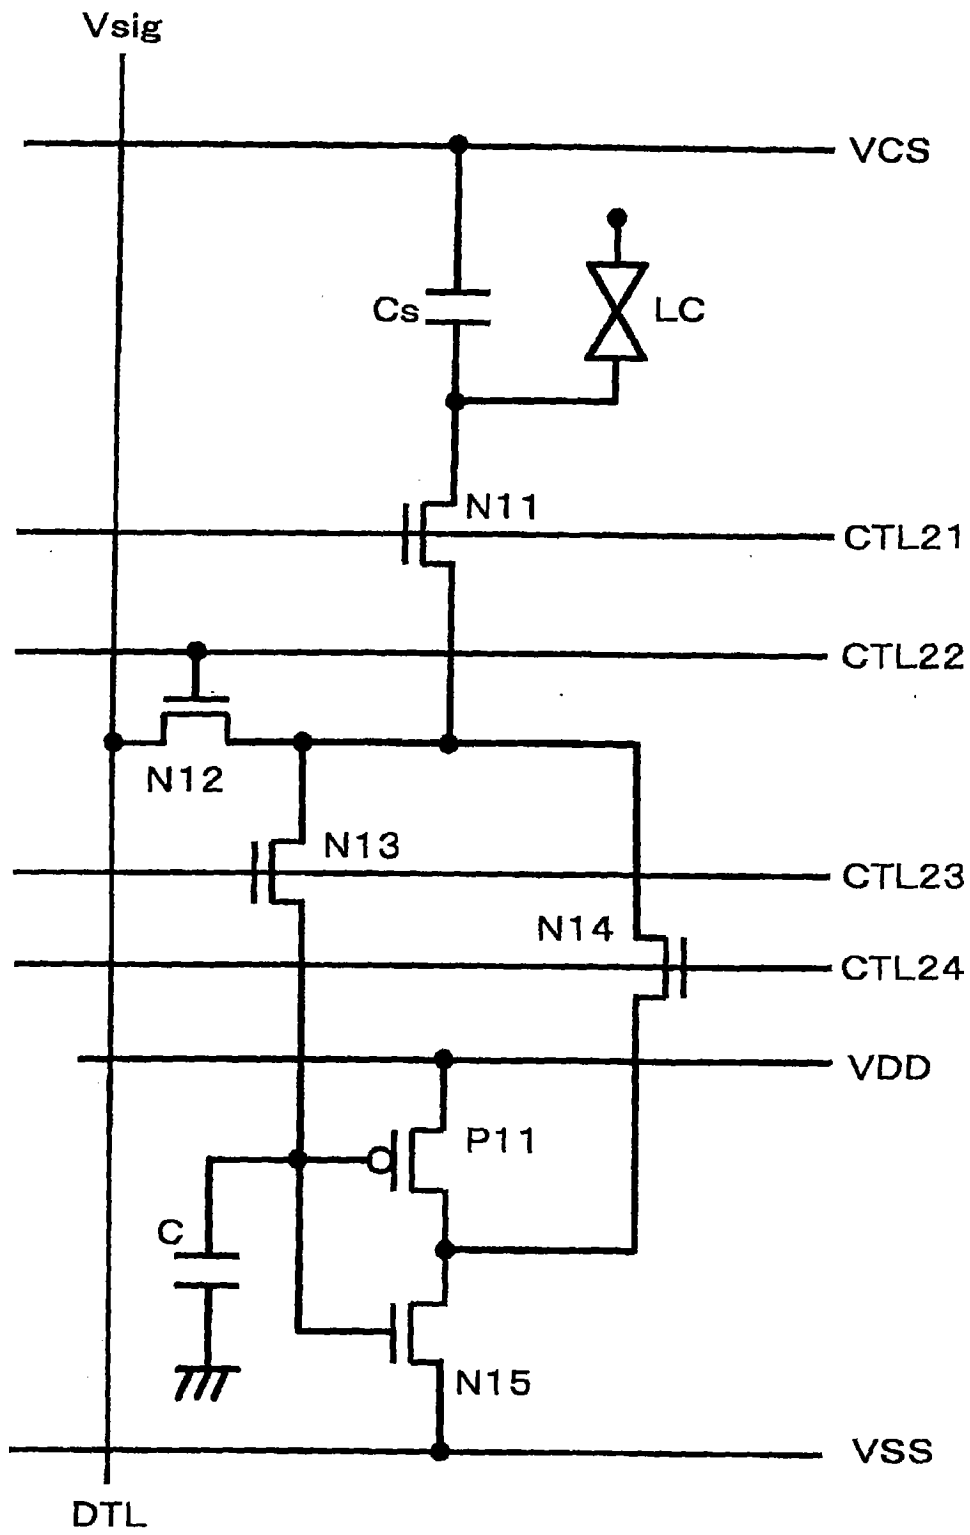 Vsig
VCS
Cs
LC
N11
CTL21
CTL22
N12
N13
CTL23
N14
CTL24
VDD
P11
C
N15
VSS
DTL